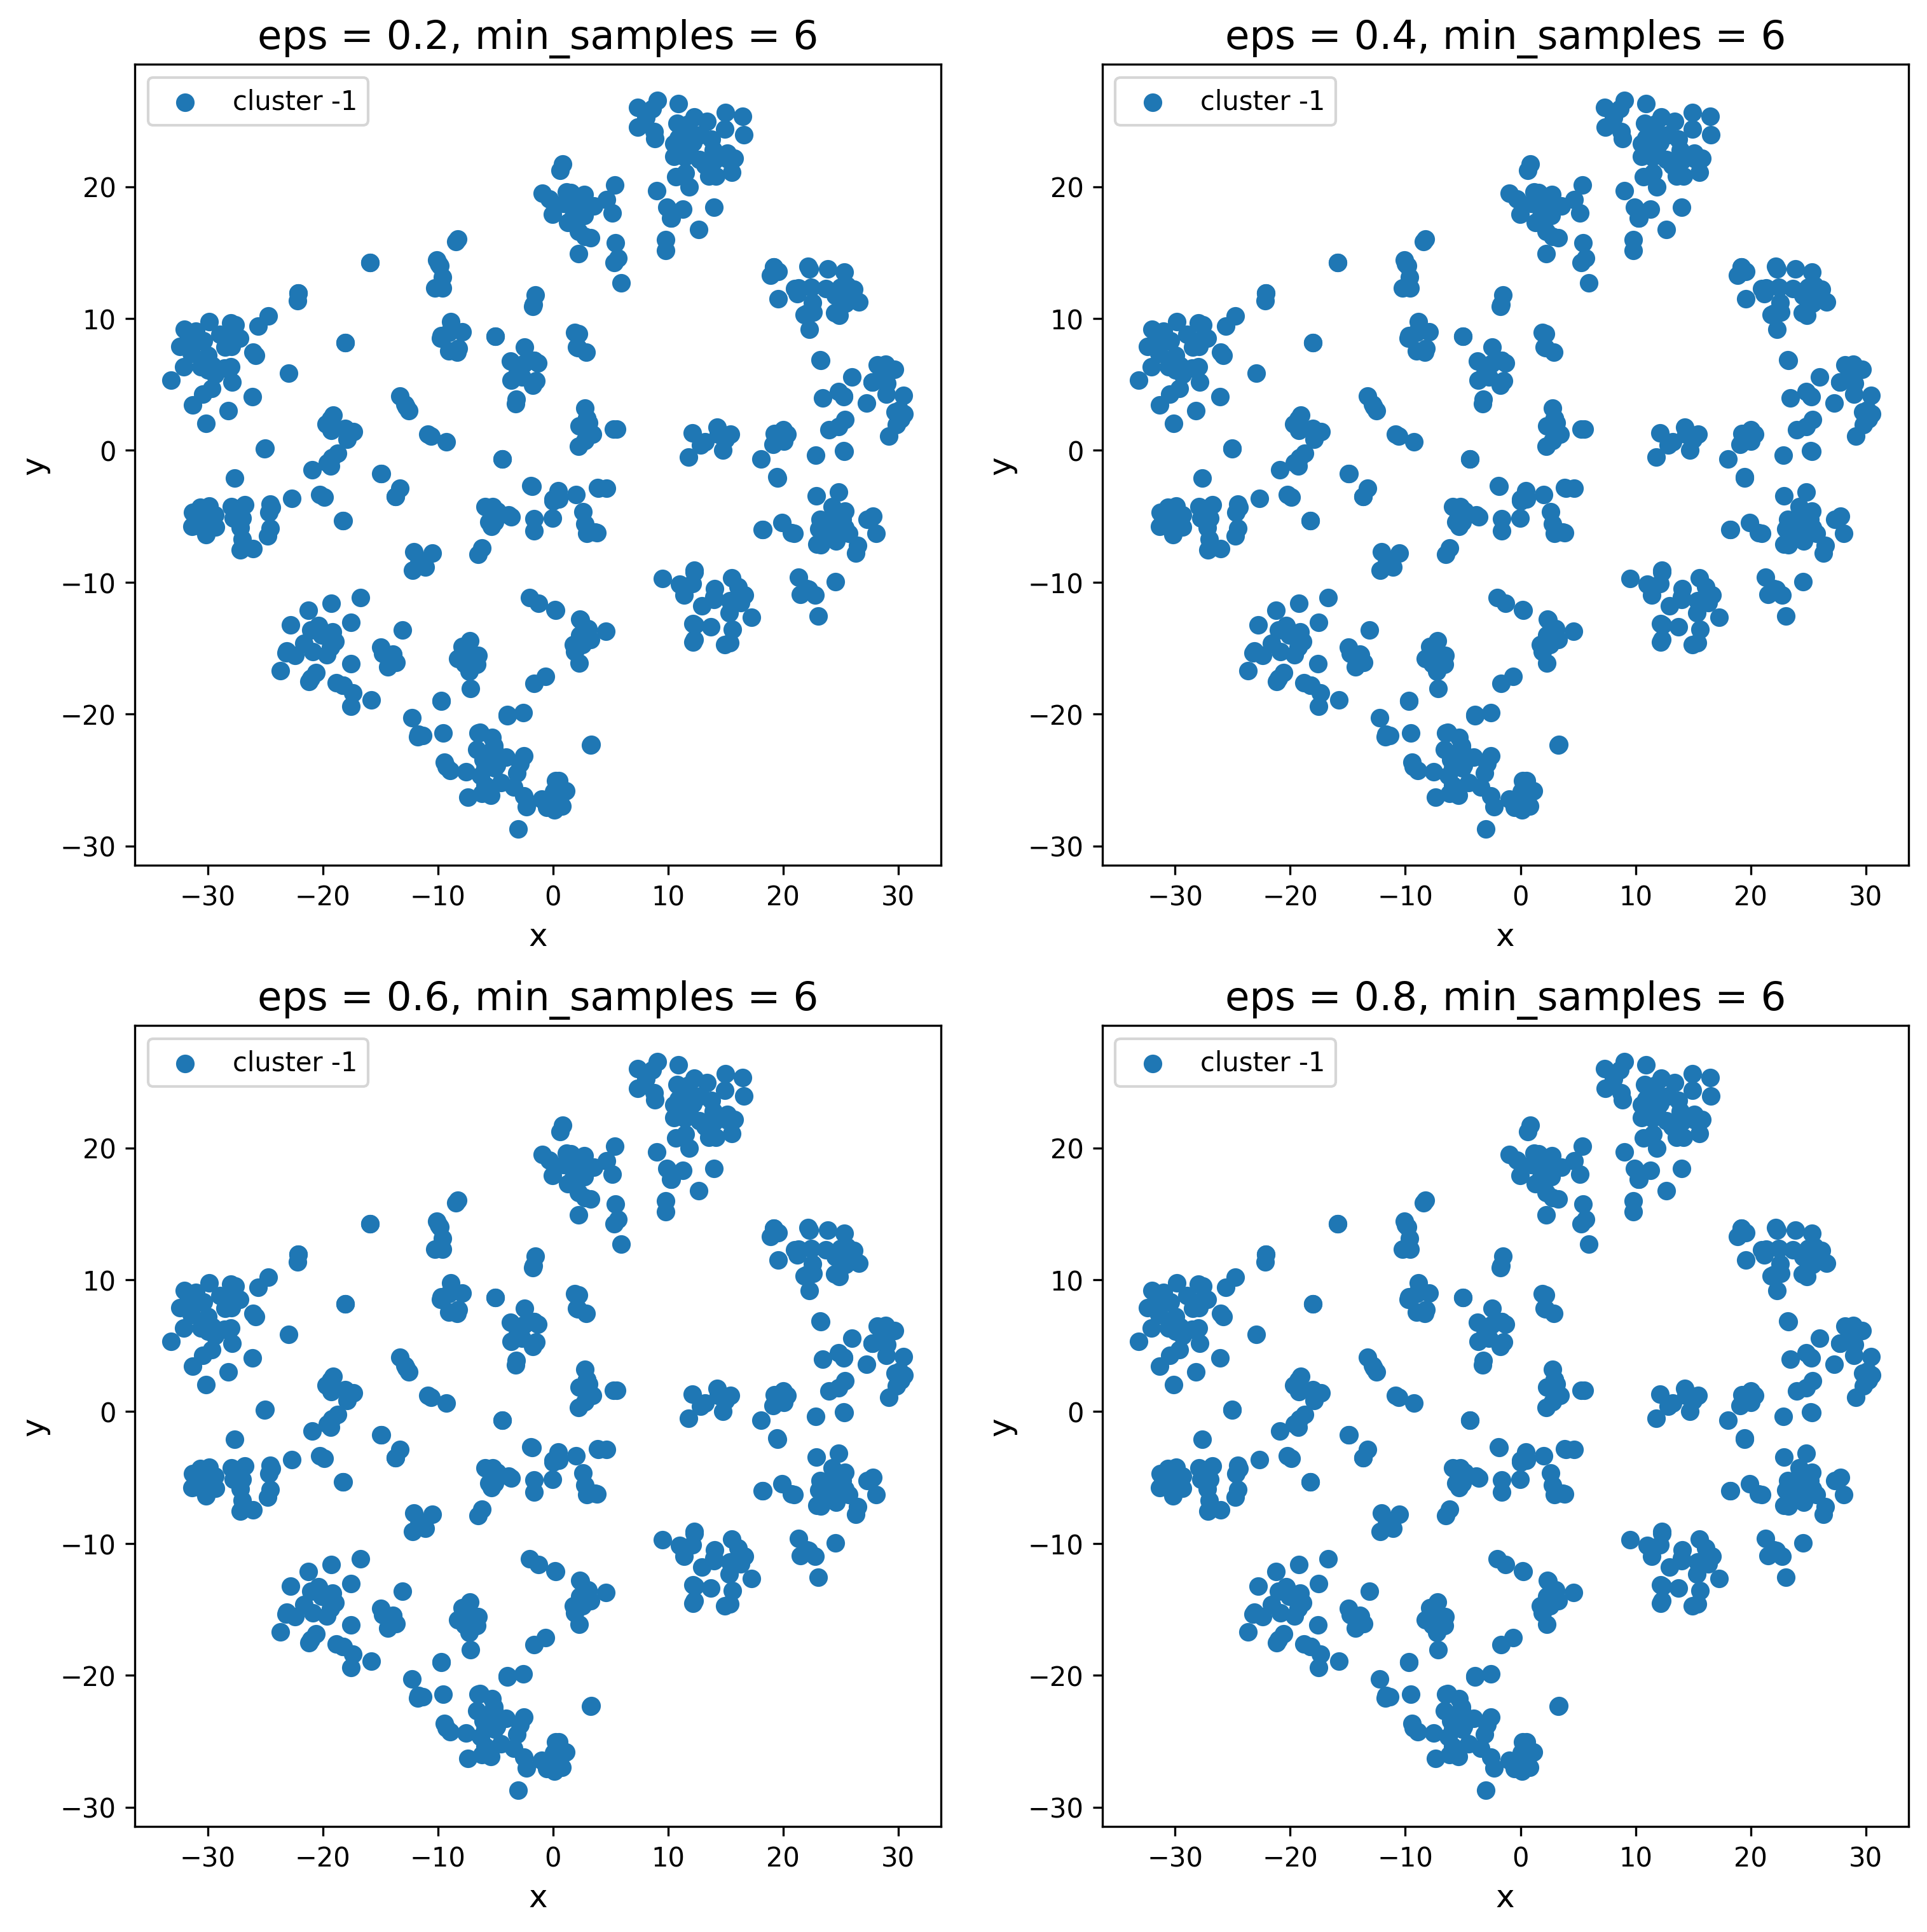 eps = 0.2, min_samples = 6
cluster -1
20
10
0
−10
−20
−30
y
−30 −20 −10 0 10 20 30
x
eps = 0.4, min_samples = 6
cluster -1
20
10
0
−10
−20
−30
y
−30 −20 −10 0 10 20 30
x
eps = 0.6, min_samples = 6
cluster -1
20
10
0
−10
−20
−30
y
−30 −20 −10 0 10 20 30
x
eps = 0.8, min_samples = 6
cluster -1
20
10
0
−10
−20
−30
y
−30 −20 −10 0 10 20 30
x